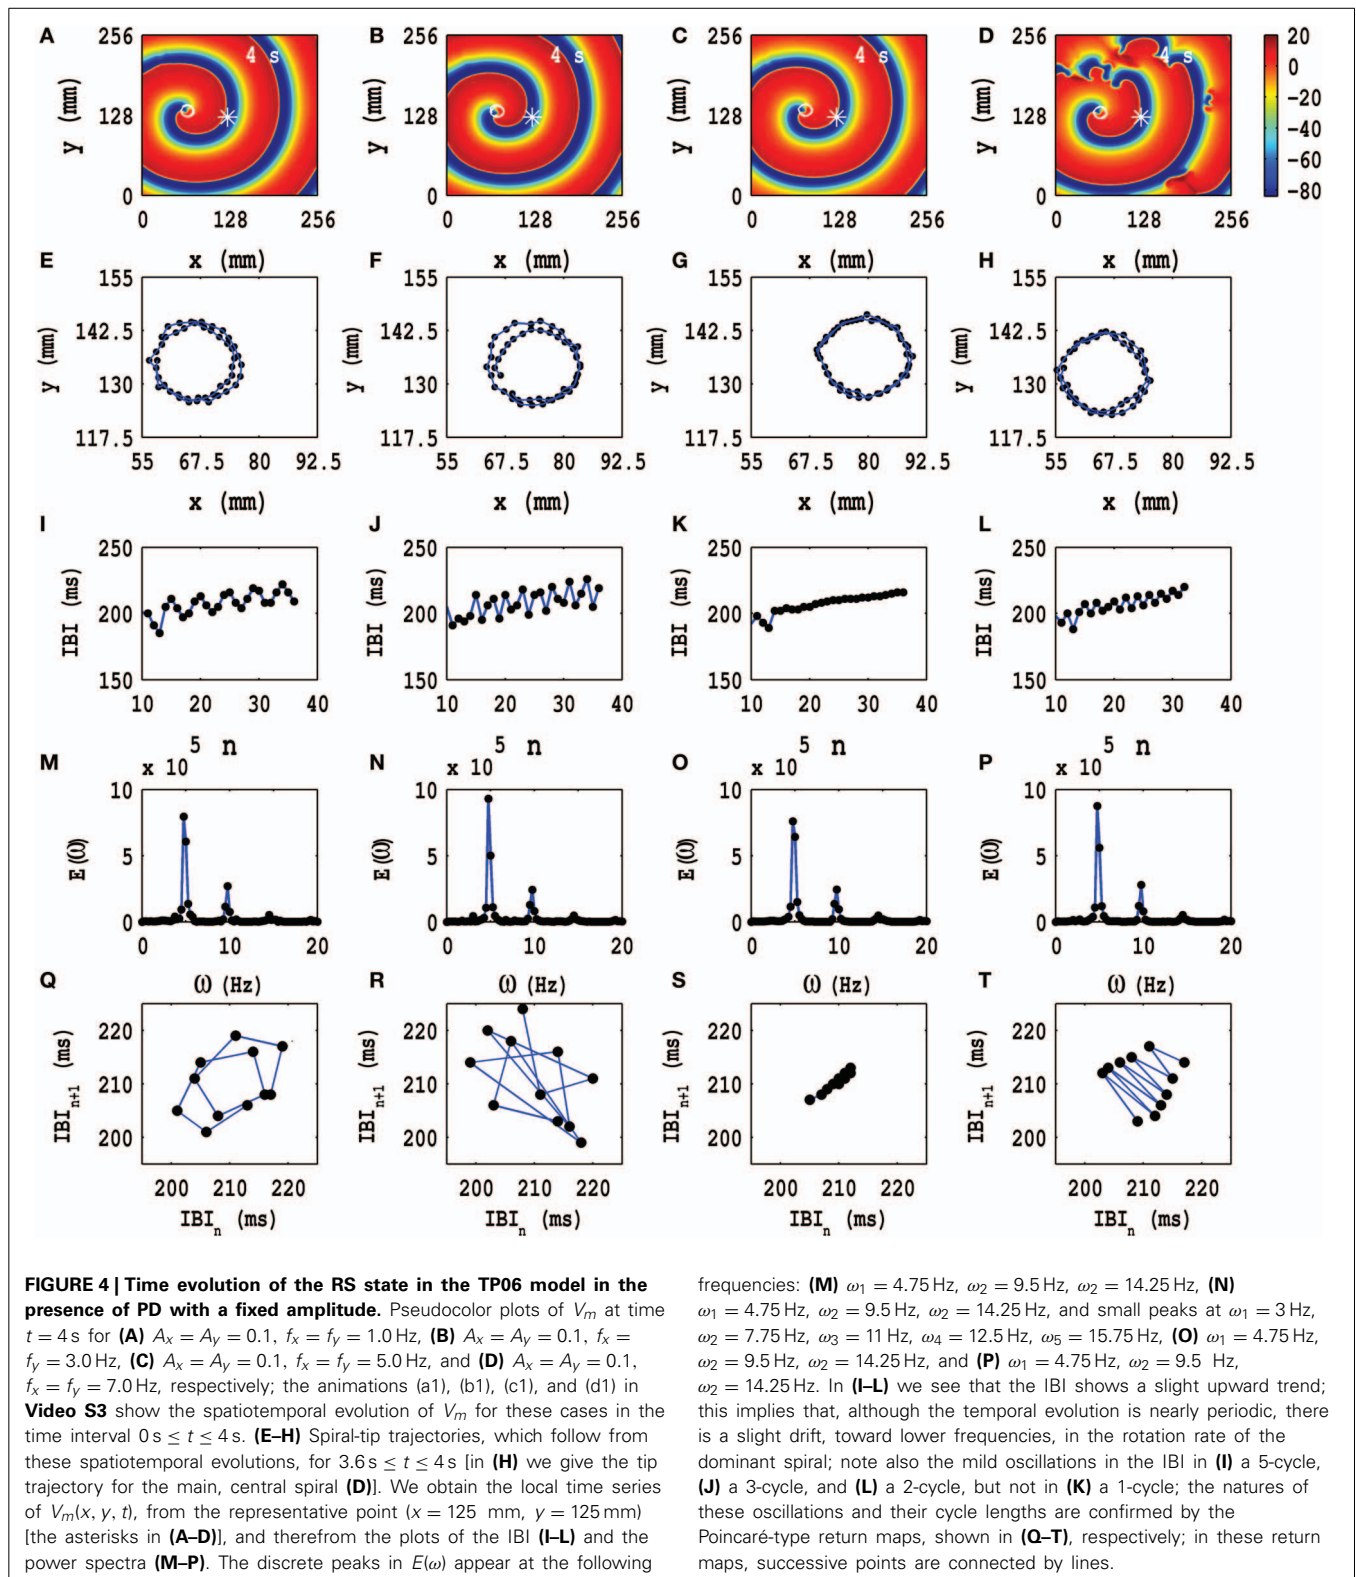 A B C D
256 256 256 256 20
4 s 4 s 4 s 4 s 0
y (mm) y (mm) y (mm) y (mm) −20
128 128 128 128 −40
−60
0 0 0 0 −80
0 128 256 0 128 256 0 128 256 0 128 256
x (mm) x (mm) x (mm) x (mm)
E F G H
155 155 155 155
142.5 142.5 142.5 142.5
y (mm) y (mm) y (mm) y (mm)
130 130 130 130
117.5 117.5 117.5 117.5
55 67.5 80 92.5 55 67.5 80 92.5 55 67.5 80 92.5 55 67.5 80 92.5
x (mm) x (mm) x (mm) x (mm)
I J K L
250 250 250 250
IBI (ms) IBI (ms) IBI (ms) IBI (ms)
200 200 200 200
150 150 150 150
10 20 30 40 10 20 30 40 10 20 30 40 10 20 30 40
5 n 5 n 5 n 5 n
M x 10 N x 10 O x 10 P x 10
10 10 10 10
E(ω) E(ω) E(ω) E(ω)
5 5 5 5
0 0 0 0
0 10 20 0 10 20 0 10 20 0 10 20
ω (Hz) ω (Hz) ω (Hz) ω (Hz)
Q R S T
220 220 220 220
IBIn+1 (ms) IBIn+1 (ms) IBIn+1 (ms) IBIn+1 (ms)
210 210 210 210
200 200 200 200
200 210 220 200 210 220 200 210 220 200 210 220
IBIn (ms) IBIn (ms) IBIn (ms) IBIn (ms)
FIGURE 4 | Time evolution of the RS state in the TP06 model in the
presence of PD with a fixed amplitude. Pseudocolor plots of Vm at time
t = 4 s for (A) Ax = Ay = 0.1, fx = fy = 1.0 Hz, (B) Ax = Ay = 0.1, fx =
fy = 3.0 Hz, (C) Ax = Ay = 0.1, fx = fy = 5.0 Hz, and (D) Ax = Ay = 0.1,
fx = fy = 7.0 Hz, respectively; the animations (a1), (b1), (c1), and (d1) in
Video S3 show the spatiotemporal evolution of Vm for these cases in the
time interval 0 s ≤ t ≤ 4 s. (E–H) Spiral-tip trajectories, which follow from
these spatiotemporal evolutions, for 3.6 s ≤ t ≤ 4 s [in (H) we give the tip
trajectory for the main, central spiral (D)]. We obtain the local time series
of Vm(x, y, t), from the representative point (x = 125 mm, y = 125 mm)
[the asterisks in (A–D)], and therefrom the plots of the IBI (I–L) and the
power spectra (M–P). The discrete peaks in E(ω) appear at the following
frequencies: (M) ω1 = 4.75 Hz, ω2 = 9.5 Hz, ω2 = 14.25 Hz, (N)
ω1 = 4.75 Hz, ω2 = 9.5 Hz, ω2 = 14.25 Hz, and small peaks at ω1 = 3 Hz,
ω2 = 7.75 Hz, ω3 = 11 Hz, ω4 = 12.5 Hz, ω5 = 15.75 Hz, (O) ω1 = 4.75 Hz,
ω2 = 9.5 Hz, ω2 = 14.25 Hz, and (P) ω1 = 4.75 Hz, ω2 = 9.5 Hz,
ω2 = 14.25 Hz. In (I–L) we see that the IBI shows a slight upward trend;
this implies that, although the temporal evolution is nearly periodic, there
is a slight drift, toward lower frequencies, in the rotation rate of the
dominant spiral; note also the mild oscillations in the IBI in (I) a 5-cycle,
(J) a 3-cycle, and (L) a 2-cycle, but not in (K) a 1-cycle; the natures of
these oscillations and their cycle lengths are confirmed by the
Poincaré-type return maps, shown in (Q–T), respectively; in these return
maps, successive points are connected by lines.